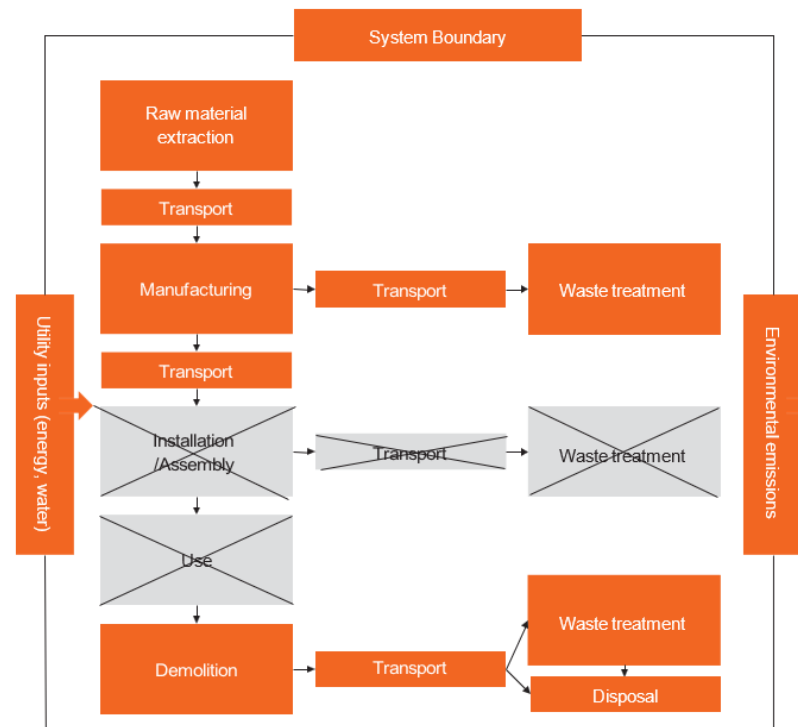 System Boundary
Raw material
extraction
Transport
Manufacturing
Transport
Waste treatment
Transport
Utility inputs (energy, water)
Environmental emissions
Installation
/Assembly
Transport
Waste treatment
Use
Demolition
Transport
Waste treatment
Disposal